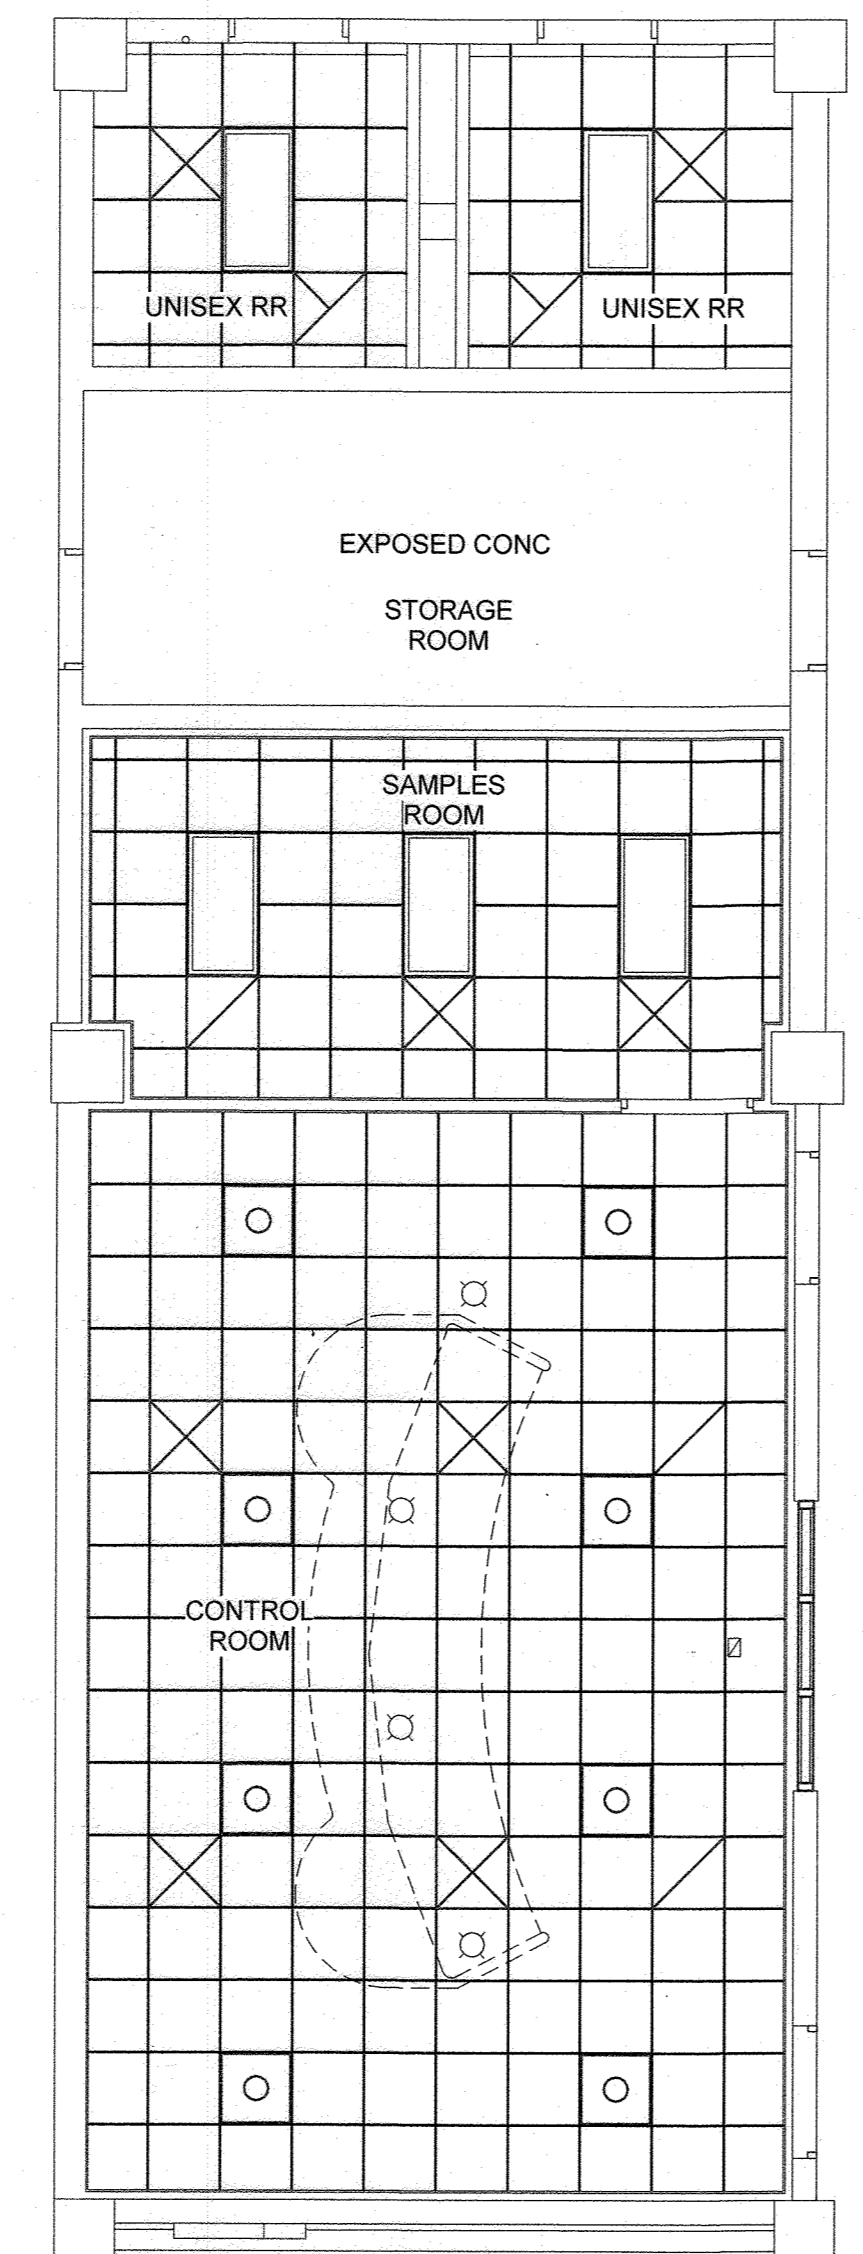 UNISEX RR
UNISEX RR
EXPOSED CONC
STORAGE
ROOM
SAMPLES
ROOM
CONTROL
ROOM